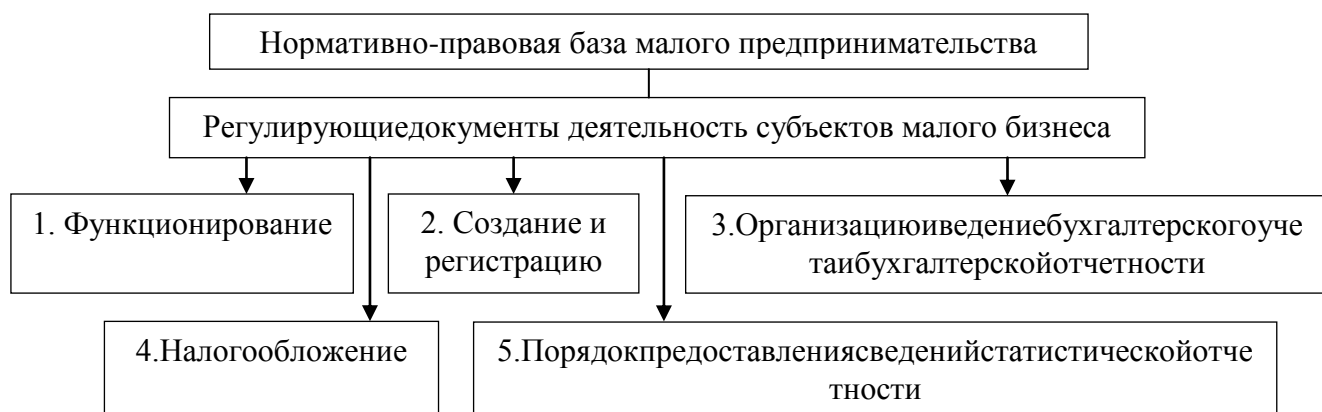 Нормативно-правовая база малого предпринимательства
Регулирующиедокументы деятельность субъектов малого бизнеса
1. Функционирование
2. Создание и
регистрацию
3.Организациюиведениебухгалтерскогоуче
таибухгалтерскойотчетности
4.Налогообложение
5.Порядокпредоставлениясведенийстатистическойотче
тности